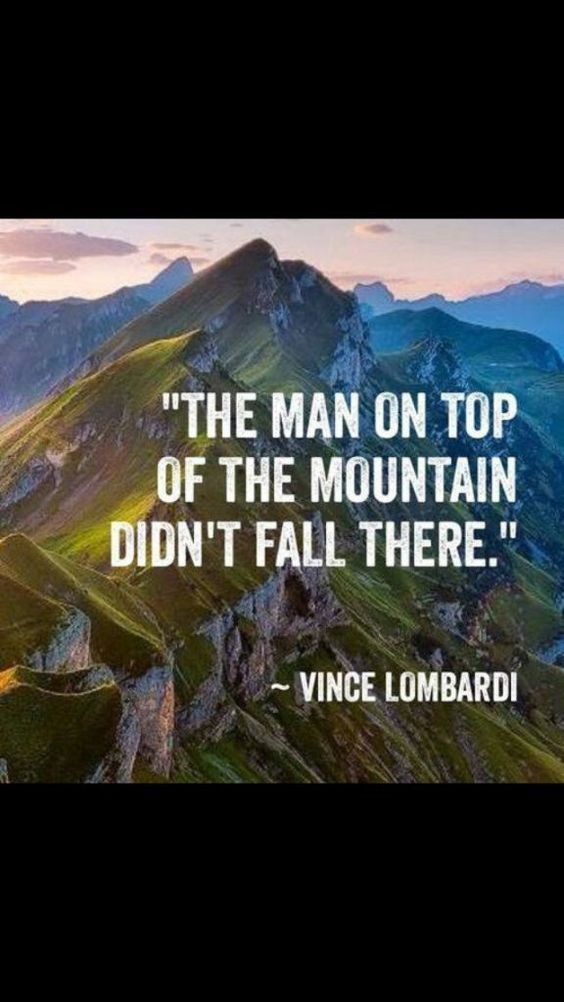 "THE MAN ON TOP
OF THE MOUNTAIN
DIDN'T FALL THERE."
~ VINCE LOMBARDI